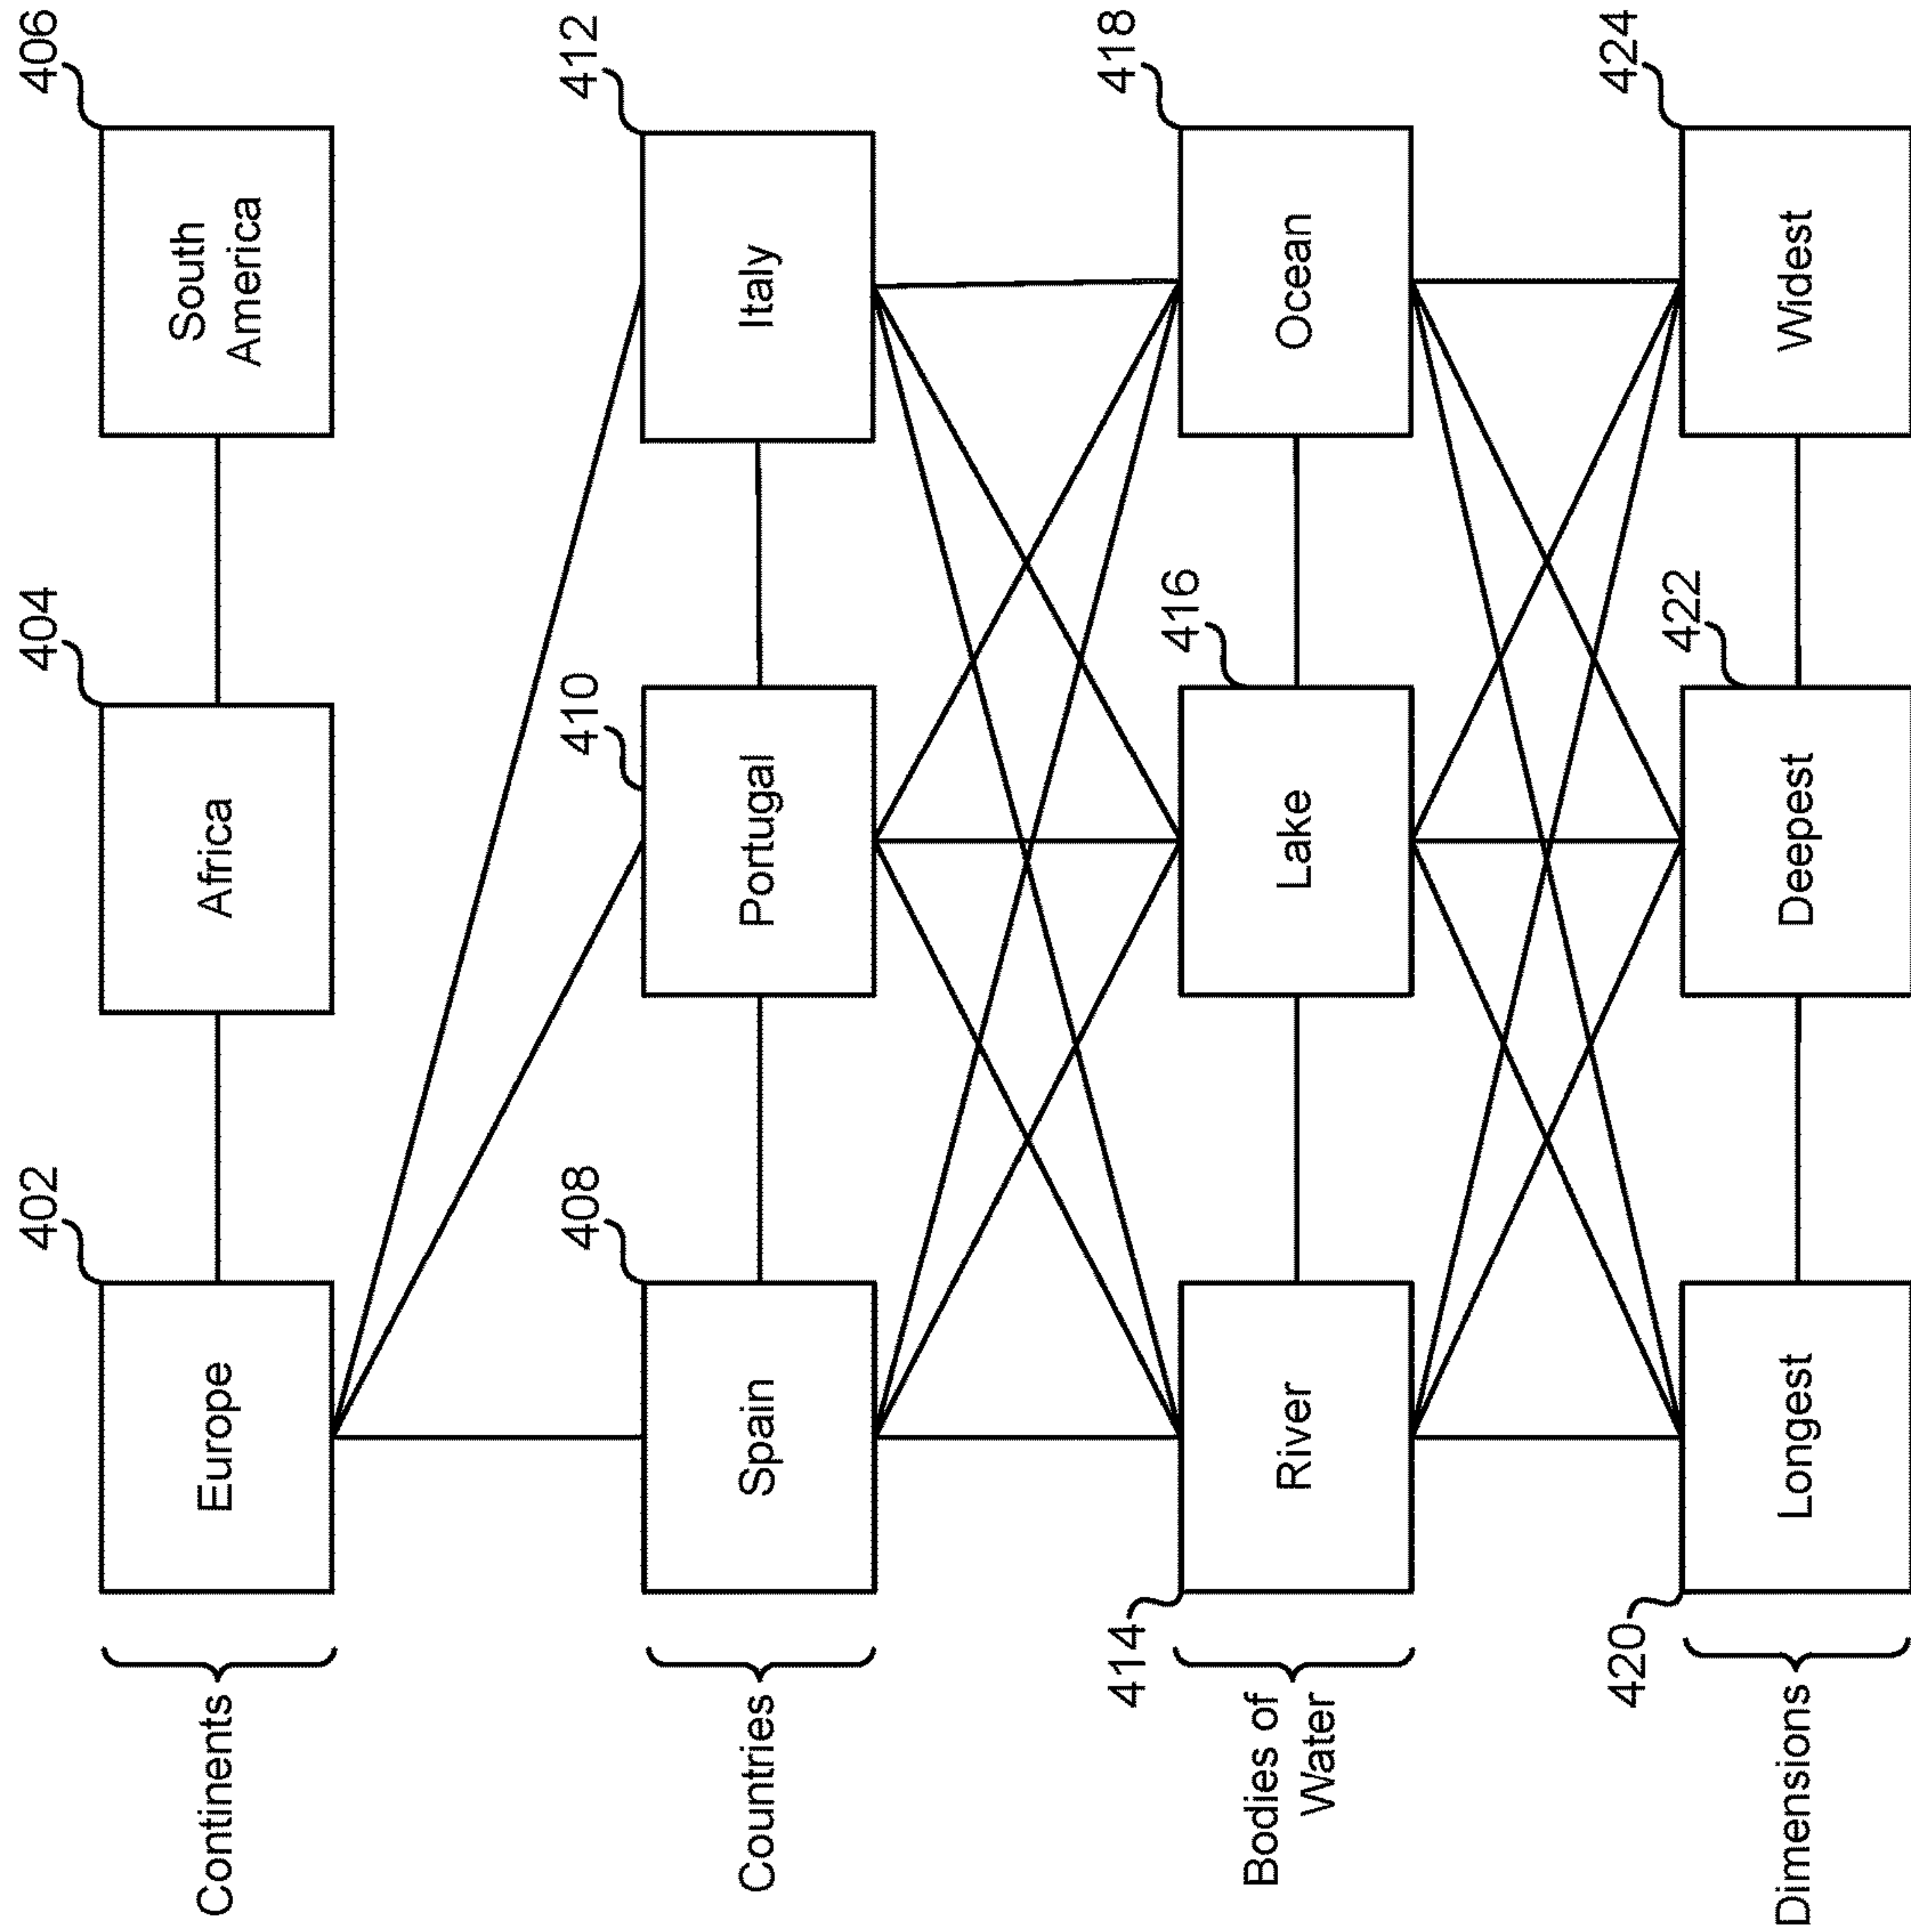 402
404
406
Continents
Europe
Africa
South
America
408
410
412
Countries
Spain
Portugal
Italy
414
416
418
Bodies of
Water
River
Lake
Ocean
420
422
424
Dimensions
Longest
Deepest
Widest